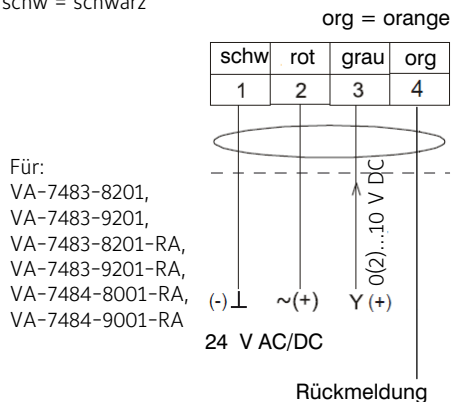 schw = schwarz
org = orange
schw rot grau org
1 2 3 4
0(2)...10 V DC
Für:
VA-7483-8201,
VA-7483-9201,
VA-7483-8201-RA,
VA-7483-9201-RA,
VA-7484-8001-RA,
VA-7484-9001-RA
(-)⊥ ~(+) Y (+)
24 V AC/DC
Rückmeldung